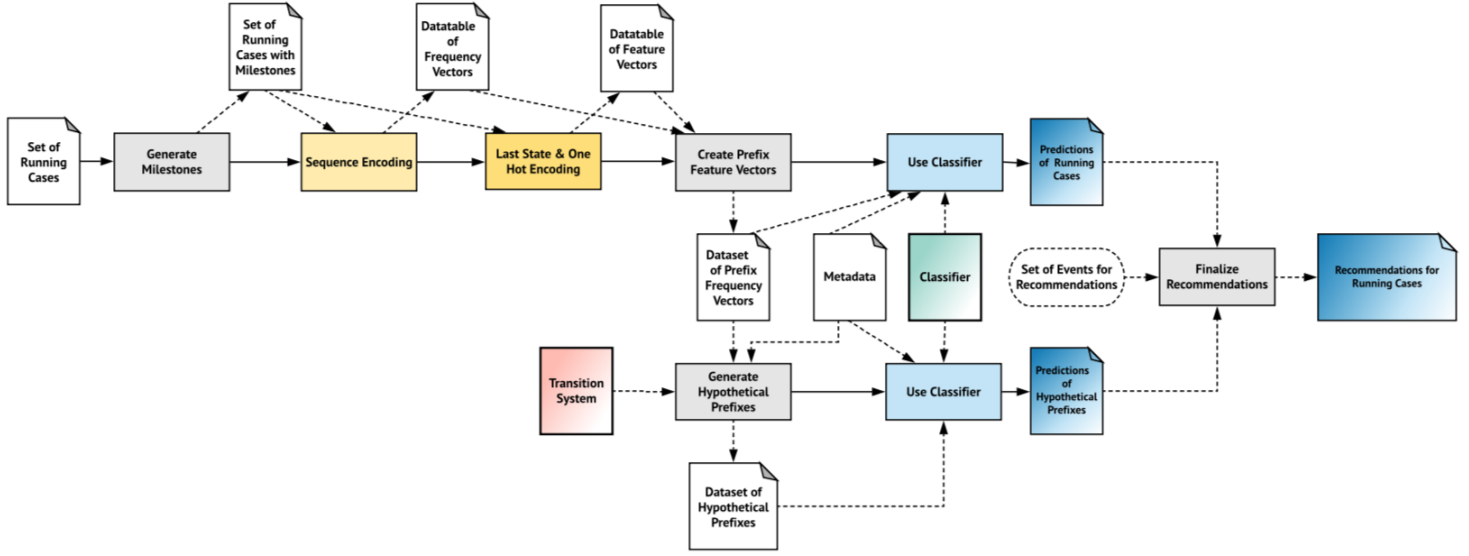 Set of
Running
Cases with
Milestones
Datatable
of
Frequency
Vectors
Datatable
of Feature
Vectors
Set of
Running
Cases
Generate
Milestones
Sequence Encoding
Last State & One
Hot Encoding
Create Prefix
Feature Vectors
Use Classifier
Predictions
of Running
Cases
Dataset
of Prefix
Frequency
Vectors
Metadata
Classifier
Set of Events for
Recommendations
Finalize
Recommendations
Recommendations for
Running Cases
Transition
System
Generate
Hypothetical
Prefixes
Use Classifier
Predictions
of
Hypothetical
Prefixes
Dataset of
Hypothetical
Prefixes